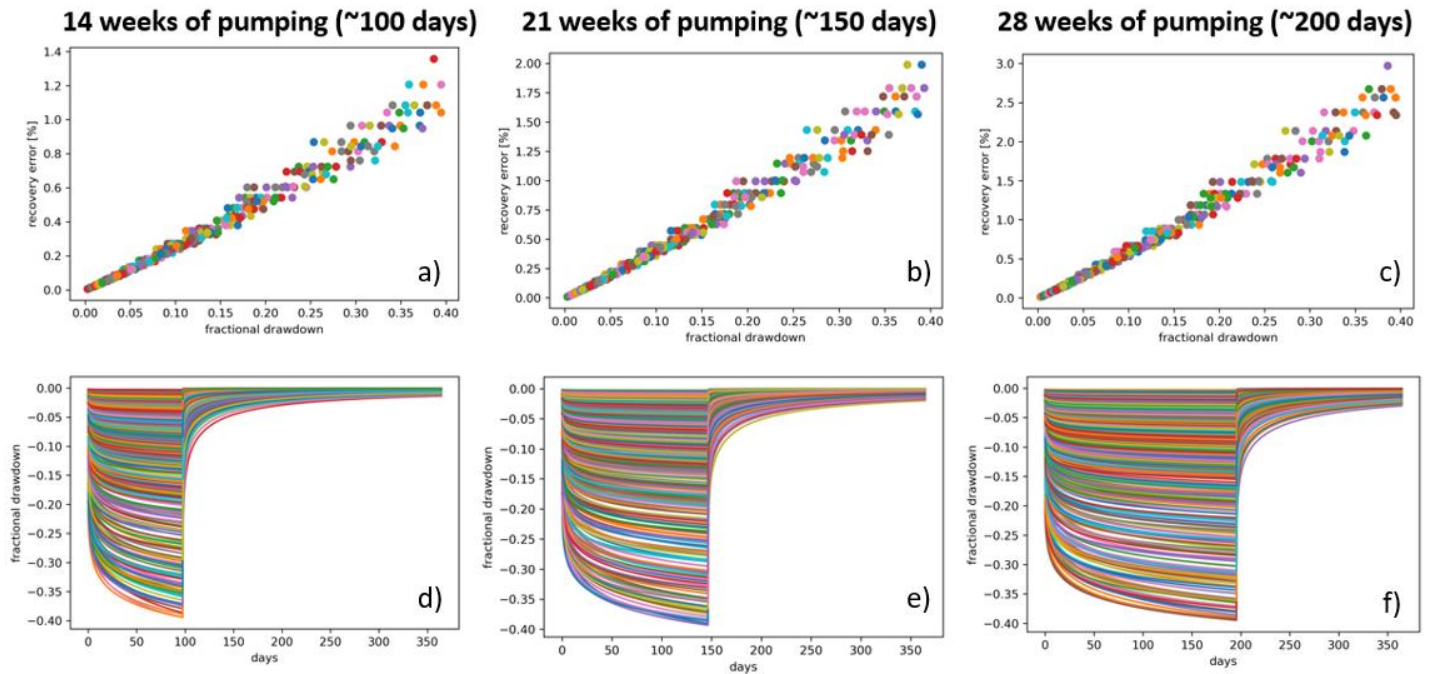 14 weeks of pumping (~100 days)
21 weeks of pumping (~150 days)
28 weeks of pumping (~200 days)
1.4
1.2
1.0
0.8
0.6
0.4
0.2
0.0
recovery error [%]
a)
0.00 0.05 0.10 0.15 0.20 0.25 0.30 0.35 0.40
fractional drawdown
2.00
1.75
1.50
1.25
1.00
0.75
0.50
0.25
0.00
recovery error [%]
b)
0.00 0.05 0.10 0.15 0.20 0.25 0.30 0.35 0.40
fractional drawdown
3.0
2.5
2.0
1.5
1.0
0.5
0.0
recovery error [%]
c)
0.00 0.05 0.10 0.15 0.20 0.25 0.30 0.35 0.40
fractional drawdown
0.00
−0.05
−0.10
−0.15
−0.20
−0.25
−0.30
−0.35
−0.40
fractional drawdown
d)
0 50 100 150 200 250 300 350
days
0.00
−0.05
−0.10
−0.15
−0.20
−0.25
−0.30
−0.35
−0.40
fractional drawdown
e)
0 50 100 150 200 250 300 350
days
0.00
−0.05
−0.10
−0.15
−0.20
−0.25
−0.30
−0.35
−0.40
fractional drawdown
f)
0 50 100 150 200 250 300 350
days